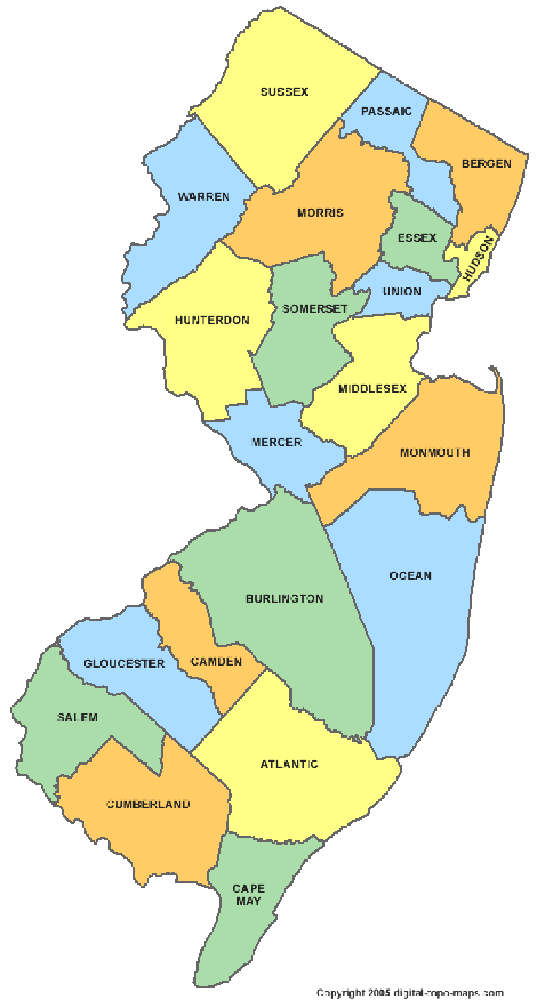 SUSSEX
PASSAIC
BERGEN
WARREN
MORRIS
ESSEX
HUDSON
UNION
SOMERSET
HUNTERDON
MIDDLESEX
MERCER
MONMOUTH
OCEAN
BURLINGTON
CAMDEN
GLOUCESTER
SALEM
ATLANTIC
CUMBERLAND
CAPE
MAY
Copyright 2005 digital-topo-maps.com